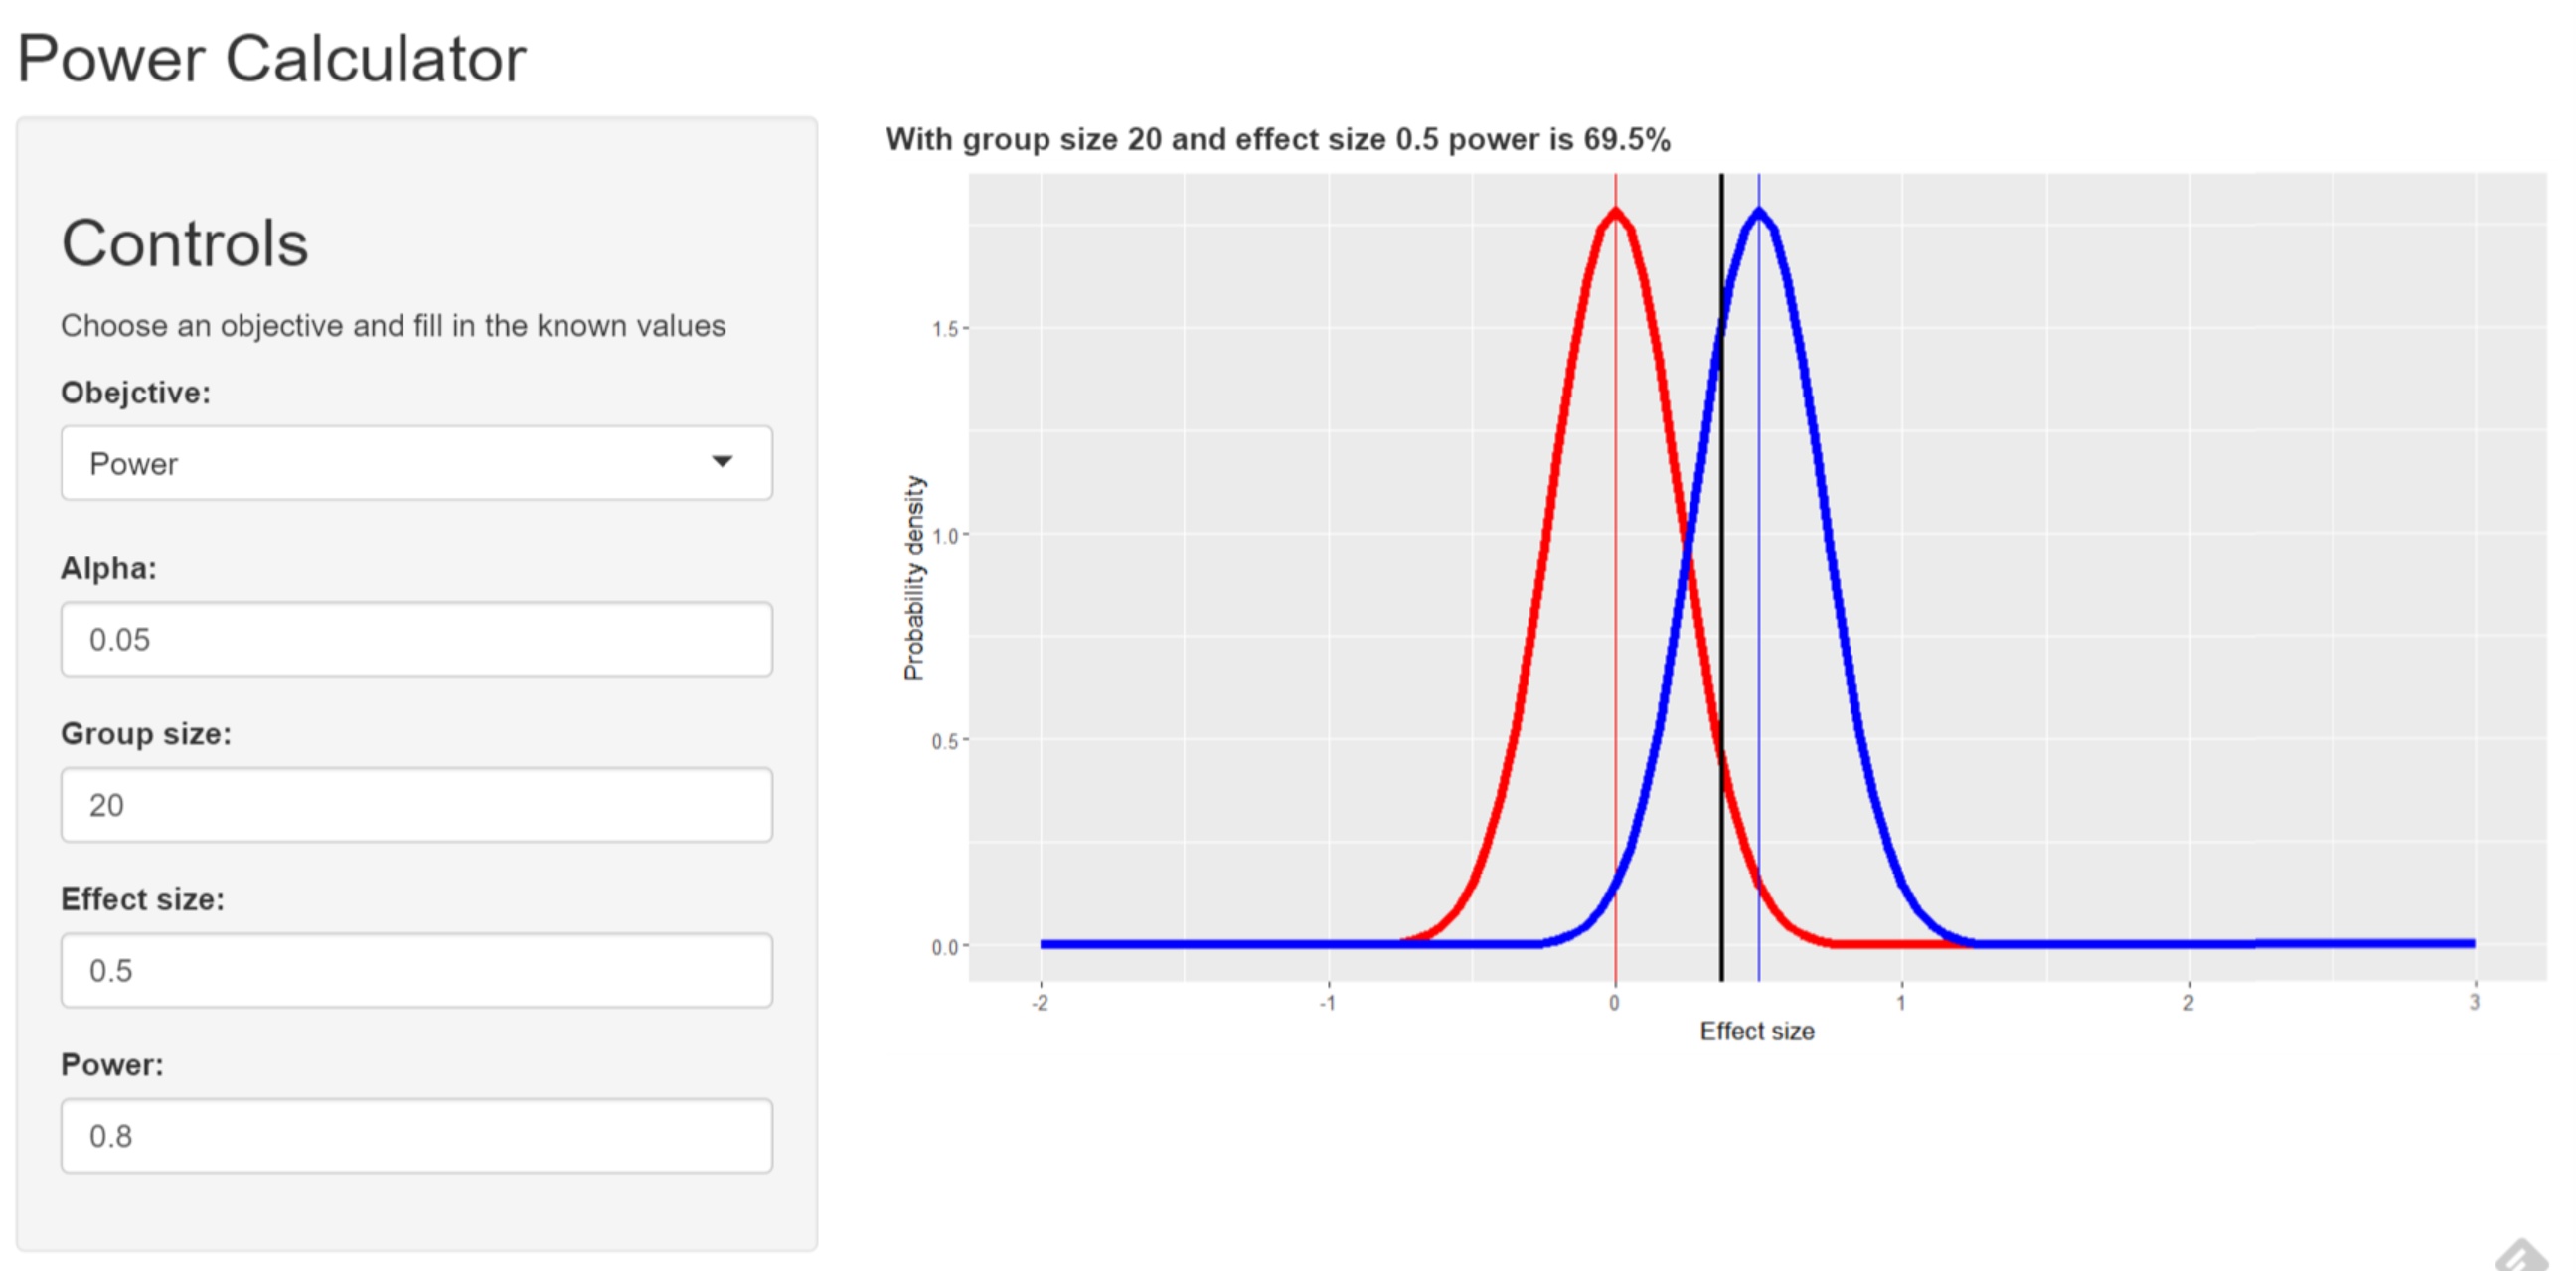 Power Calculator
Controls
Choose an objective and fill in the known values
Obejctive:
Power
Alpha:
0.05
Group size:
20
Effect size:
0.5
Power:
0.8
With group size 20 and effect size 0.5 power is 69.5%
Probability density
1.5
1.0
0.5
0.0
-2 -1 0 1 2 3
Effect size